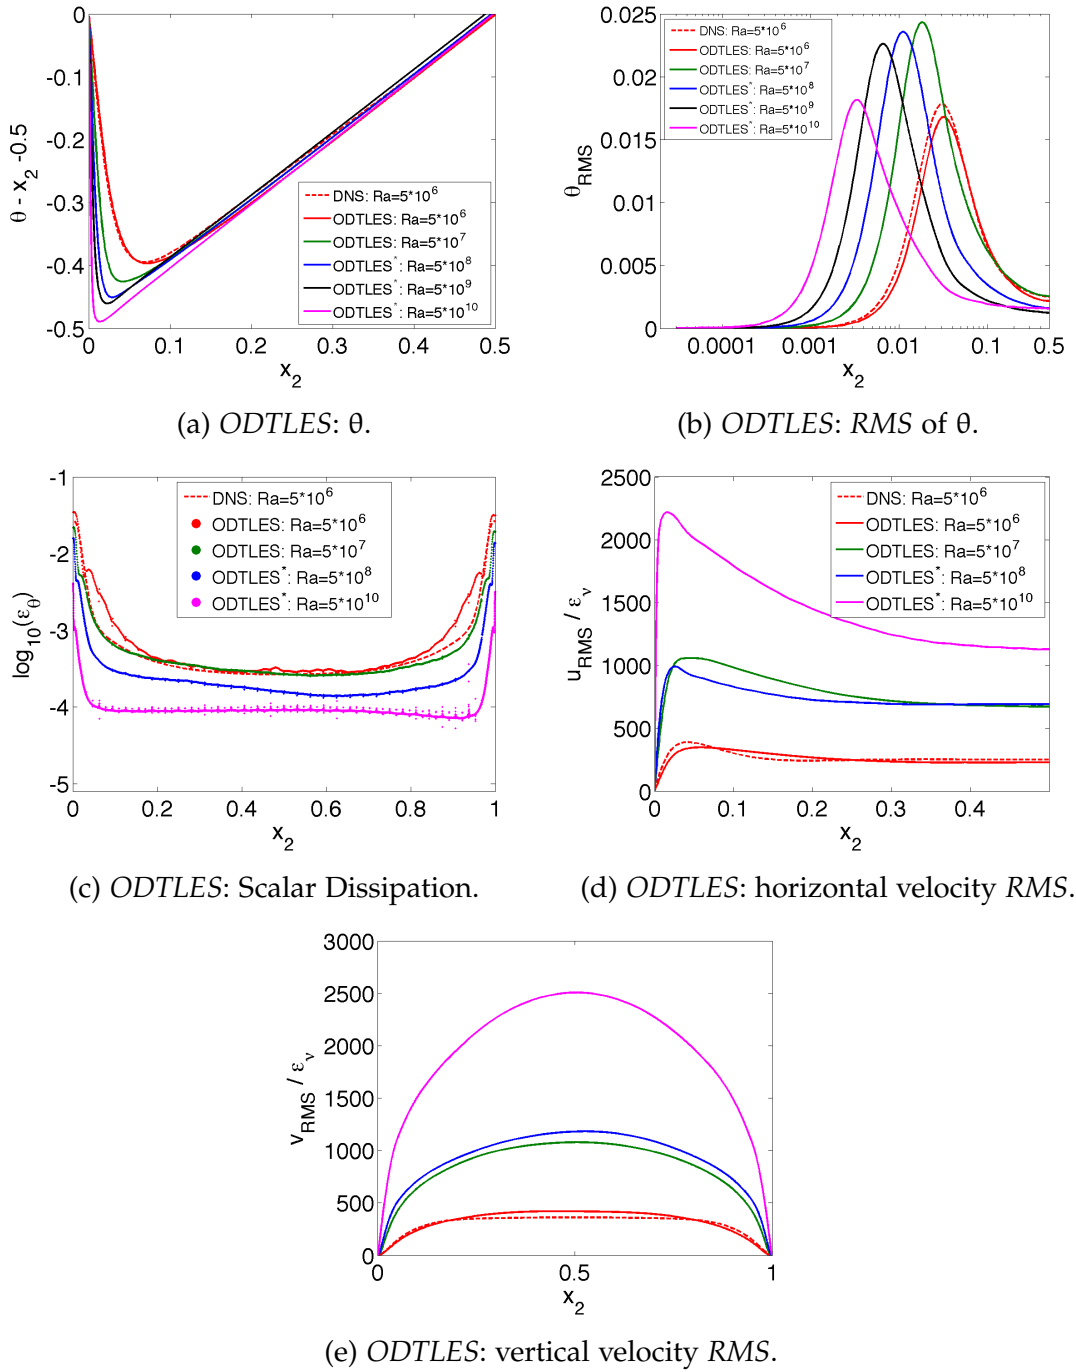 0
-0.1
-0.2
-0.3
-0.4
-0.5
θ - x2 -0.5
DNS: Ra=5*10^6
ODTLES: Ra=5*10^6
ODTLES: Ra=5*10^7
ODTLES*: Ra=5*10^8
ODTLES*: Ra=5*10^9
ODTLES*: Ra=5*10^10
0 0.1 0.2 0.3 0.4 0.5
x2
(a) ODTLES: θ.
0.025
0.02
0.015
0.01
0.005
0
θRMS
DNS: Ra=5*10^6
ODTLES: Ra=5*10^6
ODTLES: Ra=5*10^7
ODTLES*: Ra=5*10^8
ODTLES*: Ra=5*10^9
ODTLES*: Ra=5*10^10
0.0001 0.001 0.01 0.1 0.5
x2
(b) ODTLES: RMS of θ.
-1
-2
-3
-4
-5
log10(εθ)
DNS: Ra=5*10^6
ODTLES: Ra=5*10^6
ODTLES: Ra=5*10^7
ODTLES*: Ra=5*10^8
ODTLES*: Ra=5*10^10
0 0.2 0.4 0.6 0.8 1
x2
(c) ODTLES: Scalar Dissipation.
2500
2000
1500
1000
500
0
uRMS / εν
DNS: Ra=5*10^6
ODTLES: Ra=5*10^6
ODTLES: Ra=5*10^7
ODTLES*: Ra=5*10^8
ODTLES*: Ra=5*10^10
0 0.1 0.2 0.3 0.4
x2
(d) ODTLES: horizontal velocity RMS.
3000
2500
2000
1500
1000
500
0
vRMS / εν
0 0.5 1
x2
(e) ODTLES: vertical velocity RMS.